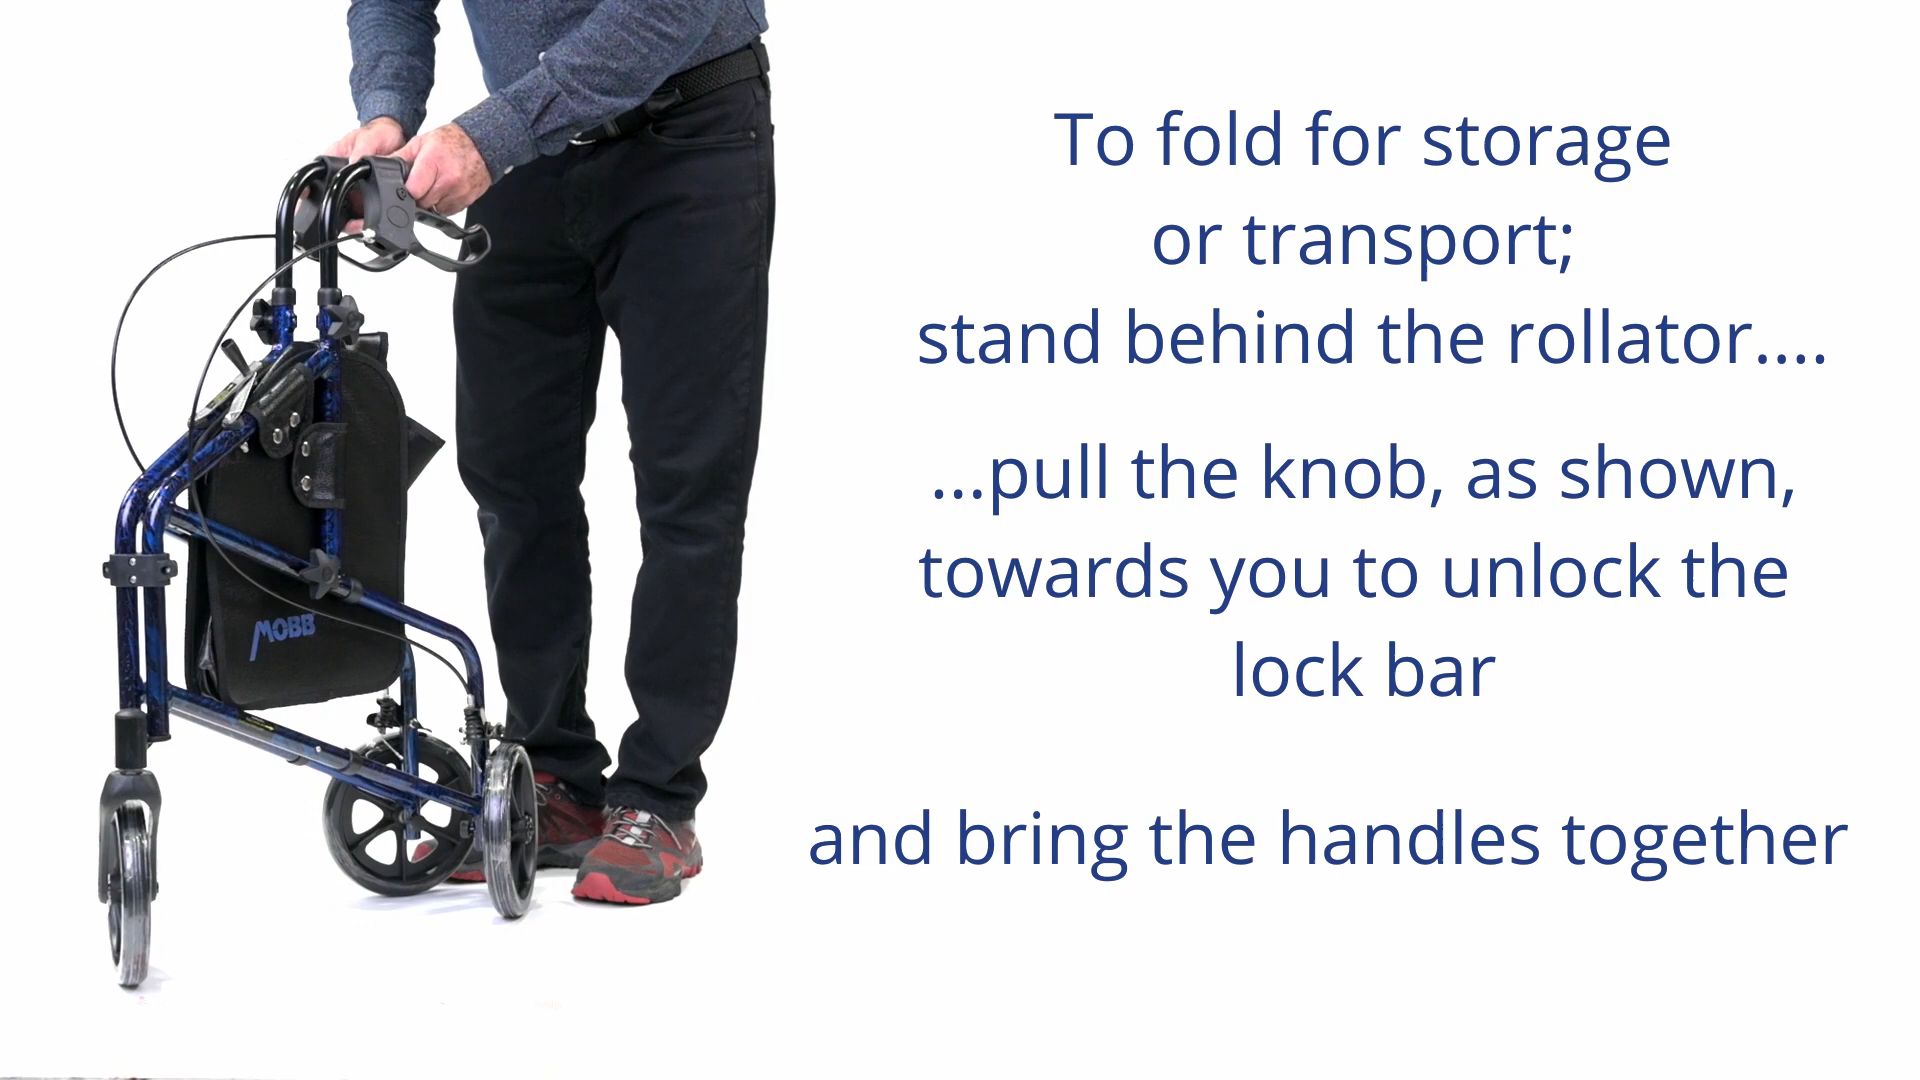 To fold for storage
or transport;
stand behind the rollator....
...pull the knob, as shown,
towards you to unlock the
lock bar
and bring the handles together
MOBB